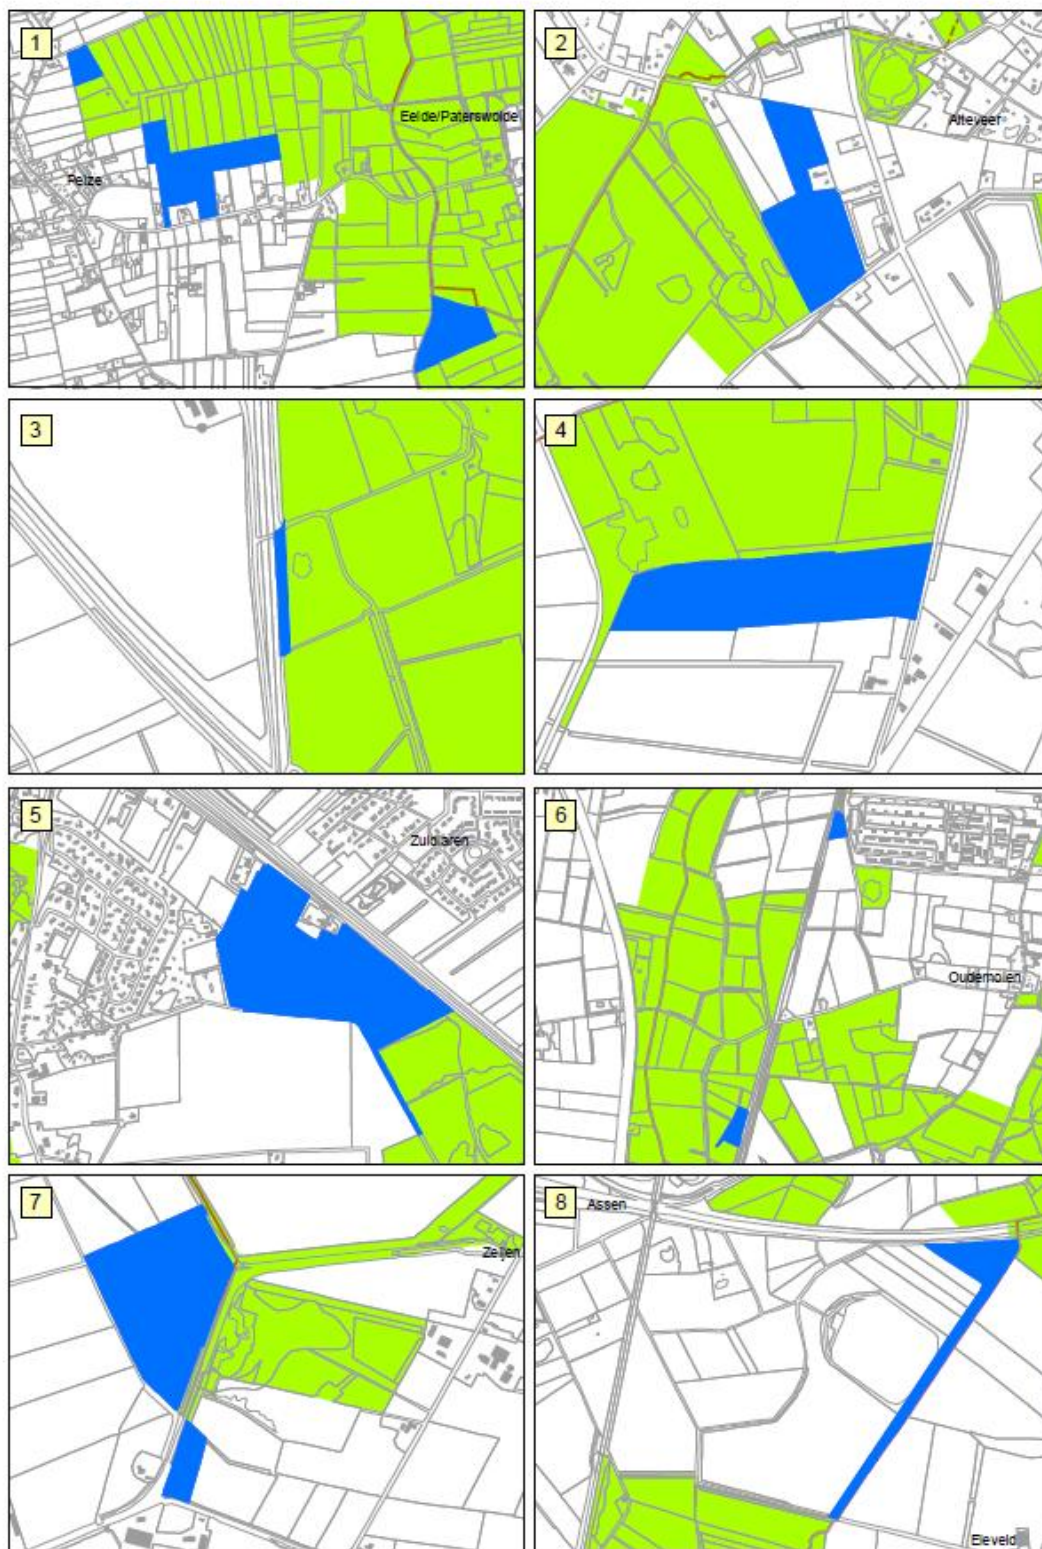 1
Eelde/Paterswolde
Peize
2
Alteveer
3
4
5
Zuidlaren
6
Oudemolen
7
Zeijen
8
Assen
Eleveld